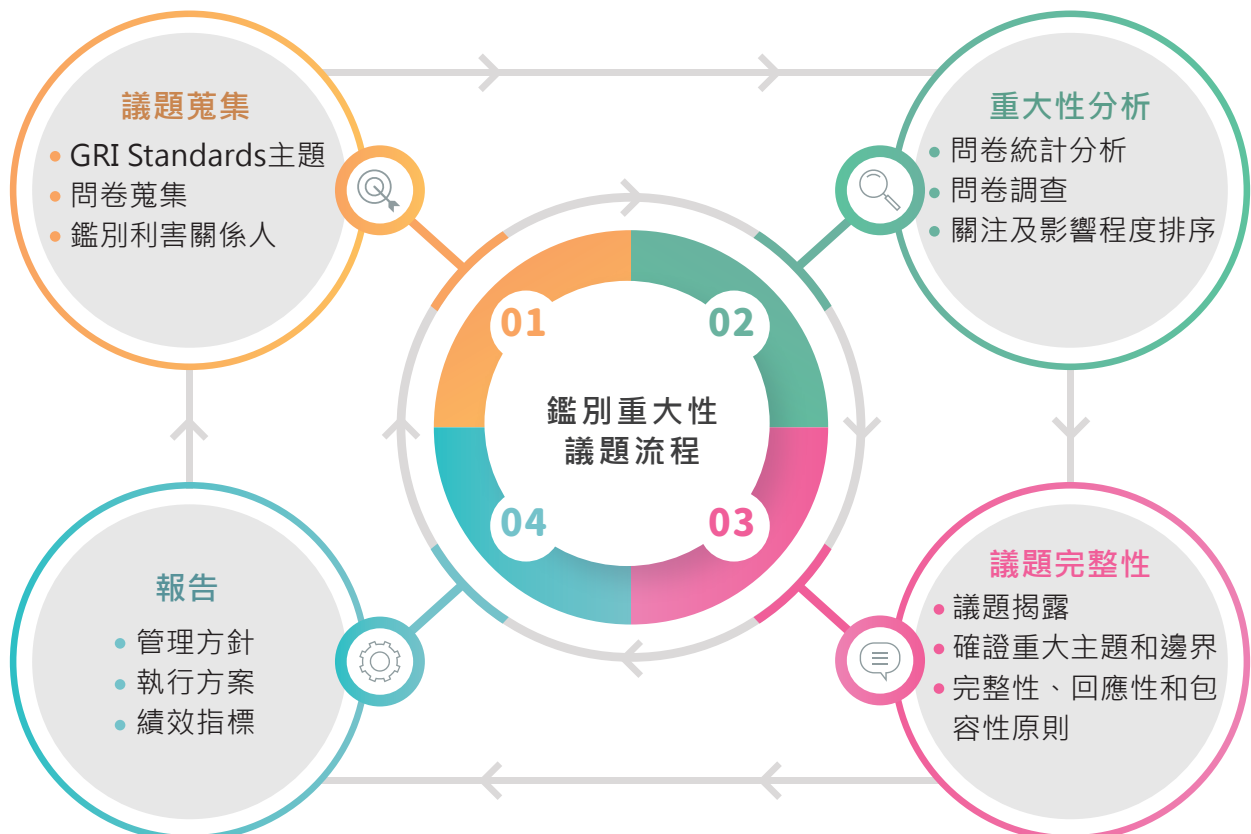 議題蒐集
GRI Standards主題
問卷蒐集
鑑別利害關係人
重大性分析
問卷統計分析
問卷調查
關注及影響程度排序
01
02
鑑別重大性
議題流程
04
03
報告
管理方針
執行方案
績效指標
議題完整性
議題揭露
確證重大主題和邊界
完整性、回應性和包
容性原則